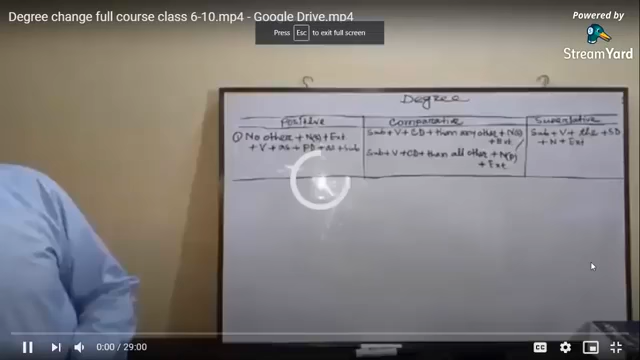 Degree change full course class 6-10.mp4 - Google Drive.mp4
Powered by
StreamYard
Press Esc to exit full screen
Degree
Positive
Comparative
Superlative
① No other + N(s) + Ext
+ V + as + PD + as + Sub
Sub + V + CD + than any other + N(s)
+ Ext
Sub + V + CD + than all other + N(P)
+ Ext
Sub + V + the + SD
+ N + Ext
0:00 / 29:00
CC